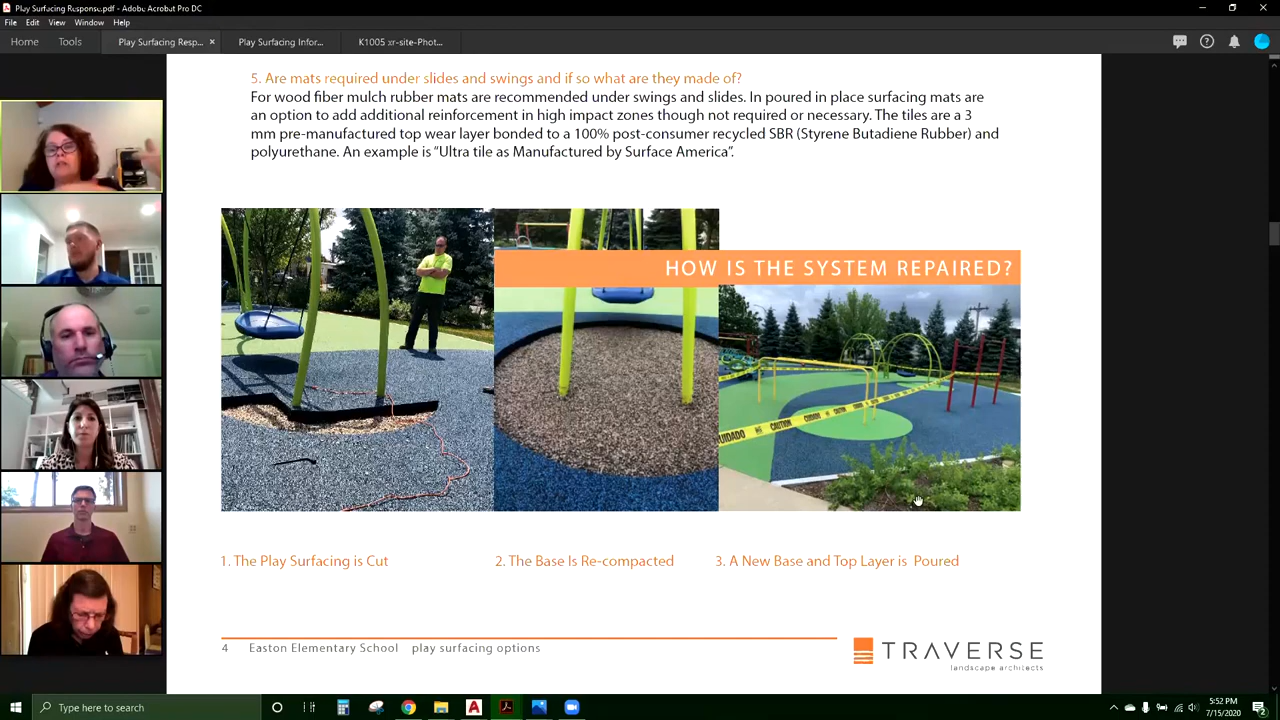 Play Surfacing Response.pdf - Adobe Acrobat Pro DC
File Edit View Window Help
Home Tools Play Surfacing Resp... × Play Surfacing Infor... K1005 xr-site-Phot...
5. Are mats required under slides and swings and if so what are they made of?
For wood fiber mulch rubber mats are recommended under swings and slides. In poured in place surfacing mats are
an option to add additional reinforcement in high impact zones though not required or necessary. The tiles are a 3
mm pre-manufactured top wear layer bonded to a 100% post-consumer recycled SBR (Styrene Butadiene Rubber) and
polyurethane. An example is “Ultra tile as Manufactured by Surface America”.
HOW IS THE SYSTEM REPAIRED?
CUIDADO CAUTION CUIDADO CAUTION
1. The Play Surfacing is Cut
2. The Base Is Re-compacted
3. A New Base and Top Layer is Poured
4 Easton Elementary School play surfacing options
TRAVERSE
landscape architects
Type here to search
5:52 PM
7/15/2020
2